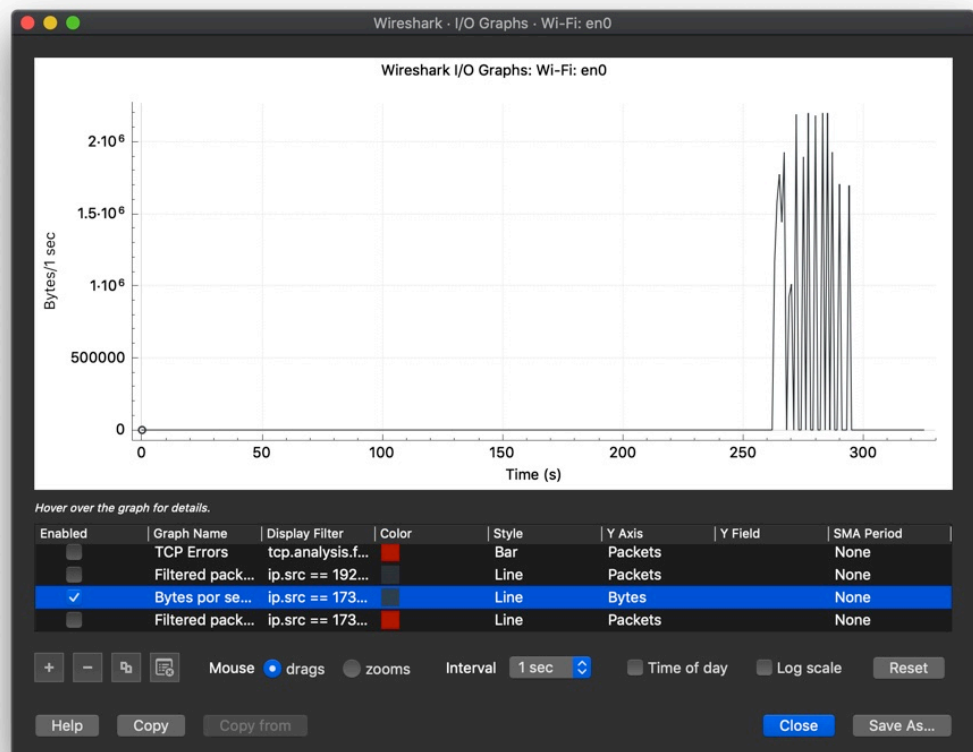 Wireshark · I/O Graphs · Wi-Fi: en0
Wireshark I/O Graphs: Wi-Fi: en0
Bytes/1 sec
2·10⁶
1.5·10⁶
1·10⁶
500000
0
0 50 100 150 200 250 300
Time (s)
Hover over the graph for details.
Enabled Graph Name Display Filter Color Style Y Axis Y Field SMA Period
TCP Errors tcp.analysis.f... Bar Packets None
Filtered pack... ip.src == 192... Line Packets None
Bytes por se... ip.src == 173... Line Bytes None
Filtered pack... ip.src == 173... Line Packets None
+ − Mouse drags zooms Interval 1 sec Time of day Log scale Reset
Help Copy Copy from Close Save As...